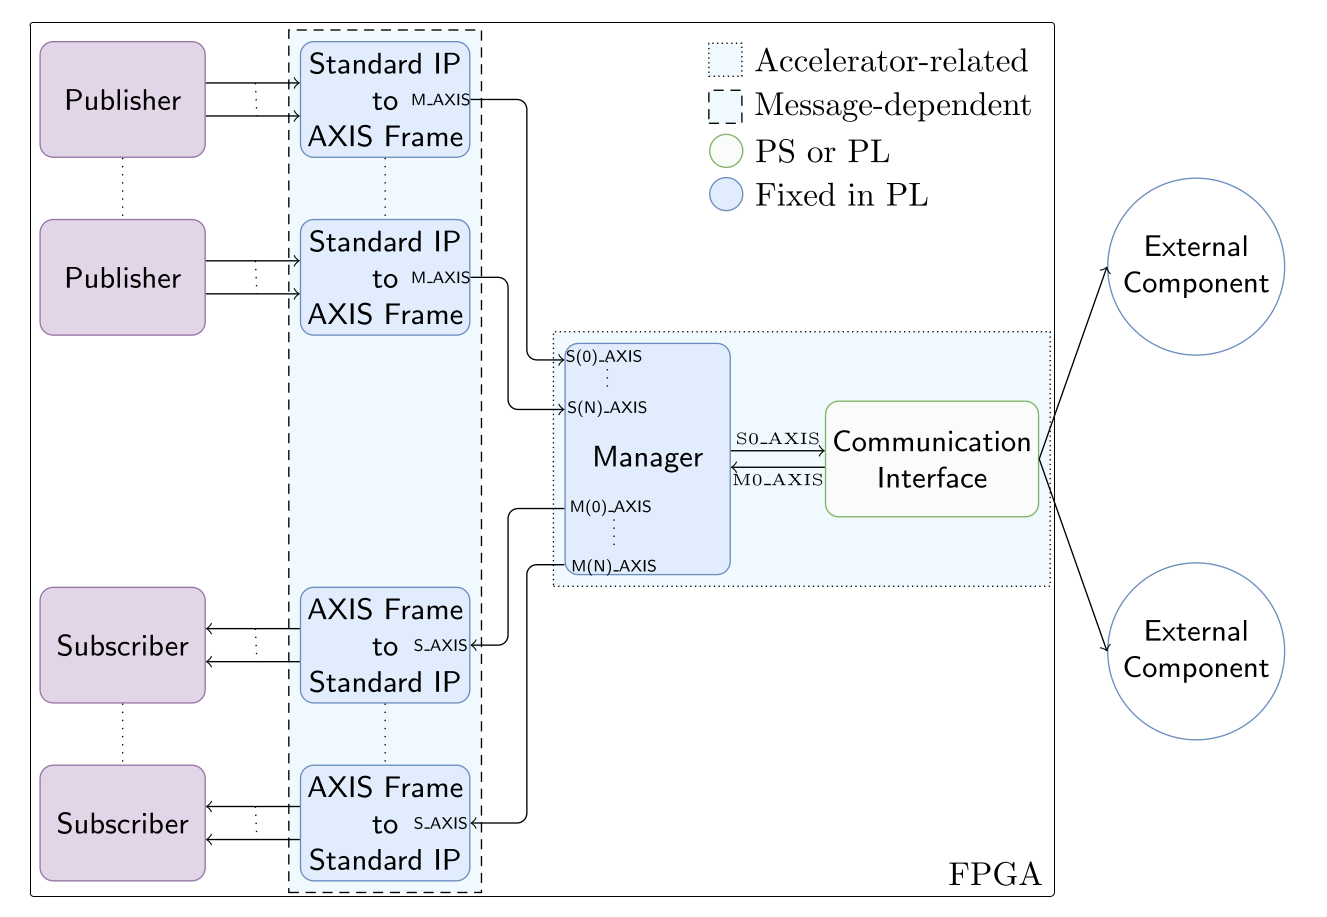 Publisher
Standard IP
to M_AXIS
AXIS Frame
Accelerator-related
Message-dependent
PS or PL
Fixed in PL
Publisher
Standard IP
to M_AXIS
AXIS Frame
External
Component
S(0)_AXIS
S(N)_AXIS
Manager
M(0)_AXIS
M(N)_AXIS
S0_AXIS
M0_AXIS
Communication
Interface
Subscriber
AXIS Frame
to S_AXIS
Standard IP
External
Component
Subscriber
AXIS Frame
to S_AXIS
Standard IP
FPGA